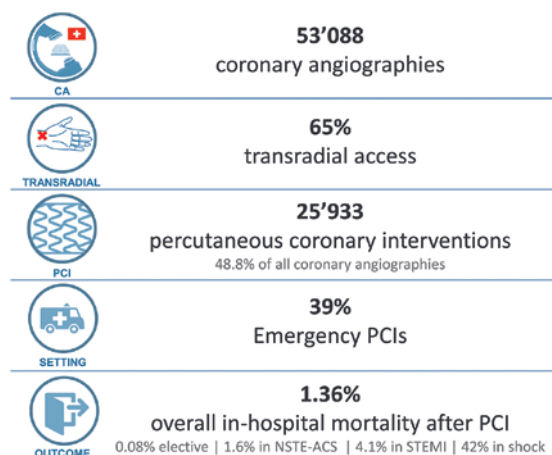 53’088
coronary angiographies
CA
65%
transradial access
TRANSRADIAL
25’933
percutaneous coronary interventions
48.8% of all coronary angiographies
PCI
39%
Emergency PCIs
SETTING
1.36%
overall in-hospital mortality after PCI
0.08% elective | 1.6% in NSTE-ACS | 4.1% in STEMI | 42% in shock
OUTCOME